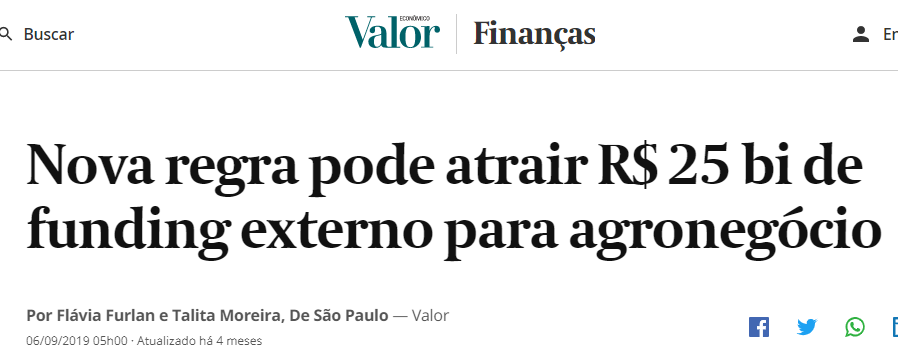 Buscar
ECONÔMICO
Valor
Finanças
Nova regra pode atrair R$ 25 bi de
funding externo para agronegócio
Por Flávia Furlan e Talita Moreira, De São Paulo — Valor
06/09/2019 05h00 · Atualizado há 4 meses